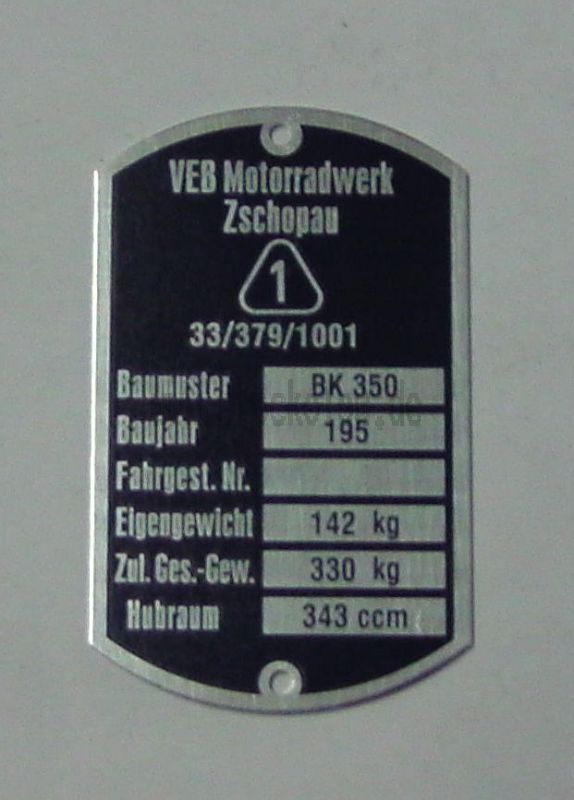 VEB Motorradwerk
Zschopau
1
33/379/1001
Baumuster BK 350
Baujahr 195
Fahrgest. Nr.
Eigengewicht 142 kg
Zul. Ges.-Gew. 330 kg
Hubraum 343 ccm